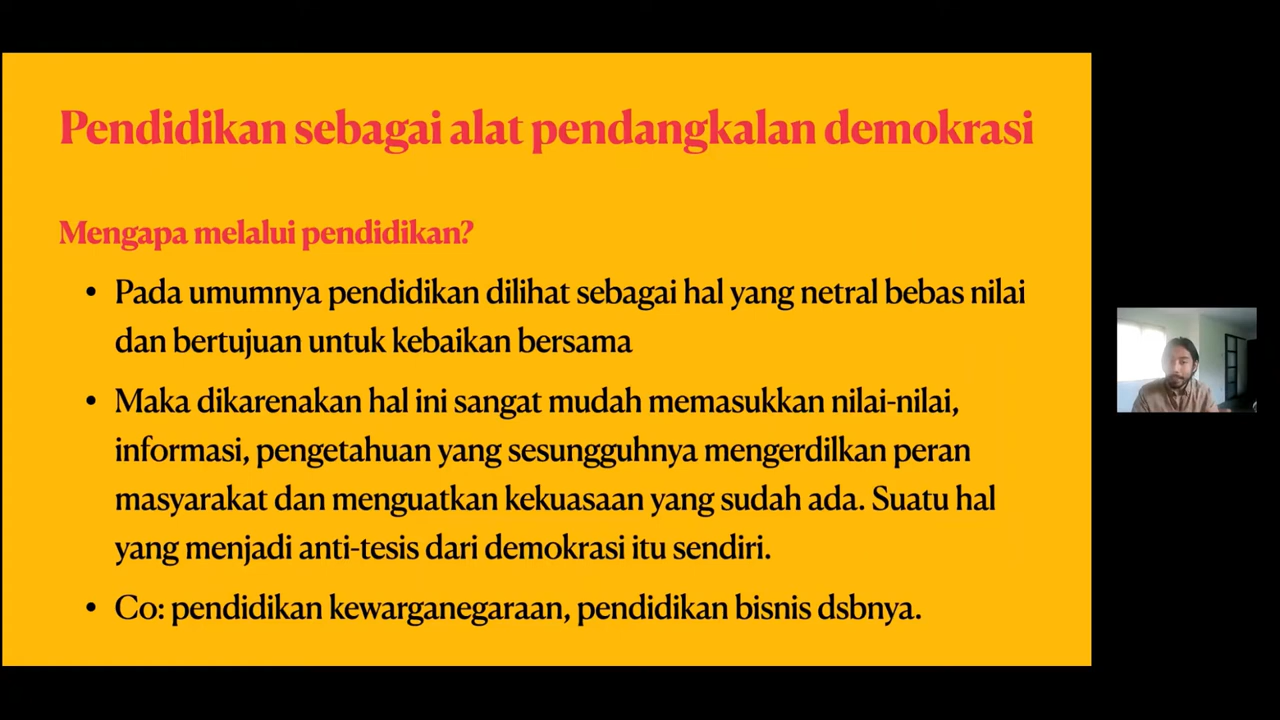 Pendidikan sebagai alat pendangkalan demokrasi
Mengapa melalui pendidikan?
• Pada umumnya pendidikan dilihat sebagai hal yang netral bebas nilai
dan bertujuan untuk kebaikan bersama
• Maka dikarenakan hal ini sangat mudah memasukkan nilai-nilai,
informasi, pengetahuan yang sesungguhnya mengerdilkan peran
masyarakat dan menguatkan kekuasaan yang sudah ada. Suatu hal
yang menjadi anti-tesis dari demokrasi itu sendiri.
• Co: pendidikan kewarganegaraan, pendidikan bisnis dsbnya.